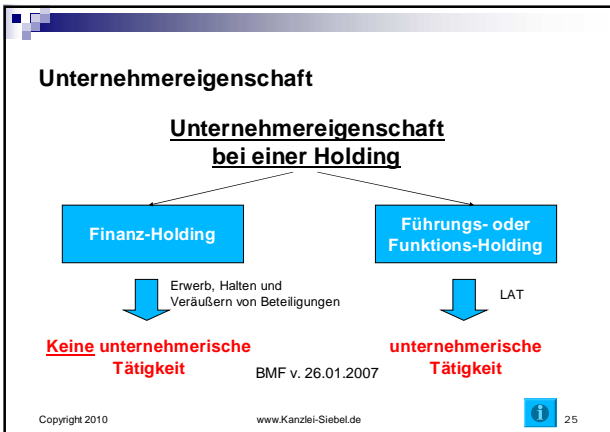 Unternehmereigenschaft
Unternehmereigenschaft
bei einer Holding
Finanz-Holding
Führungs- oder
Funktions-Holding
Erwerb, Halten und
Veräußern von Beteiligungen
LAT
Keine unternehmerische
Tätigkeit
unternehmerische
Tätigkeit
BMF v. 26.01.2007
Copyright 2010
www.Kanzlei-Siebel.de
i
25